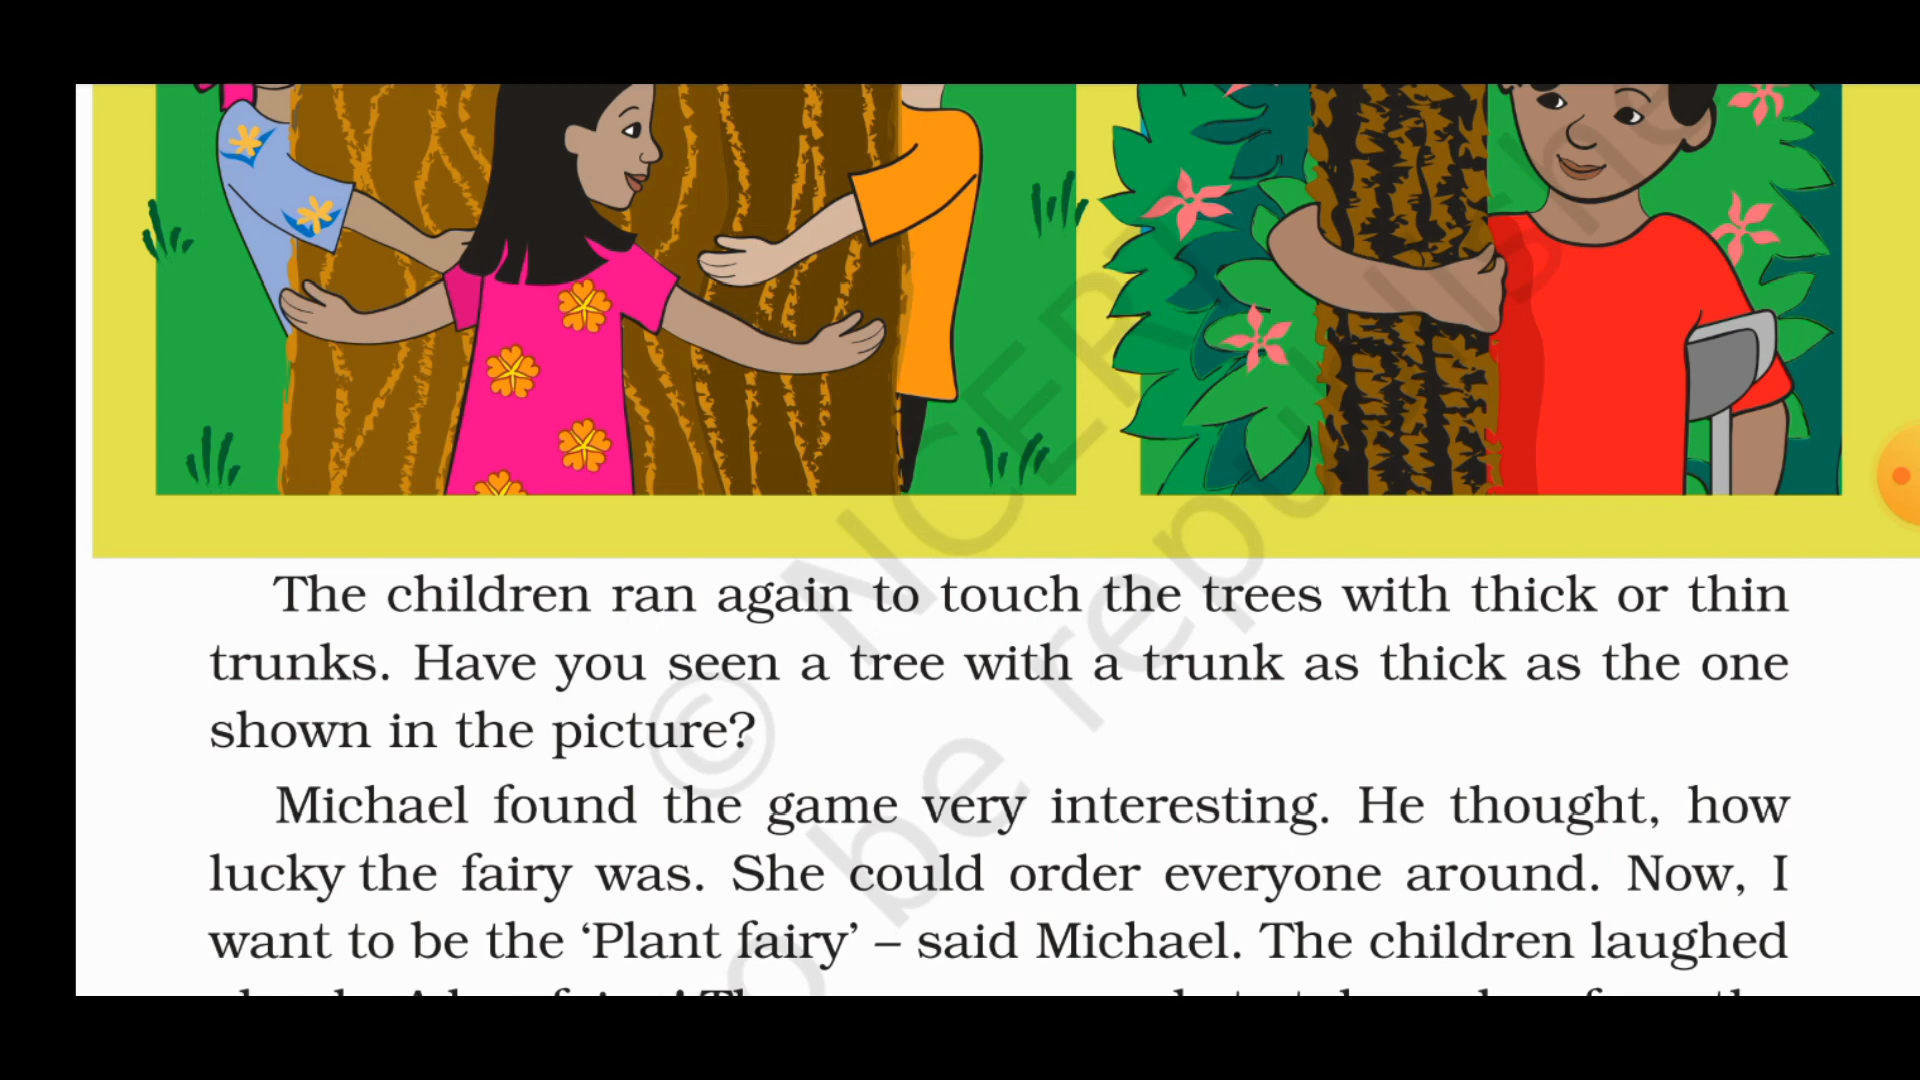 The children ran again to touch the trees with thick or thin
trunks. Have you seen a tree with a trunk as thick as the one
shown in the picture?
Michael found the game very interesting. He thought, how
lucky the fairy was. She could order everyone around. Now, I
want to be the ‘Plant fairy’ – said Michael. The children laughed
© NCERT
be republished